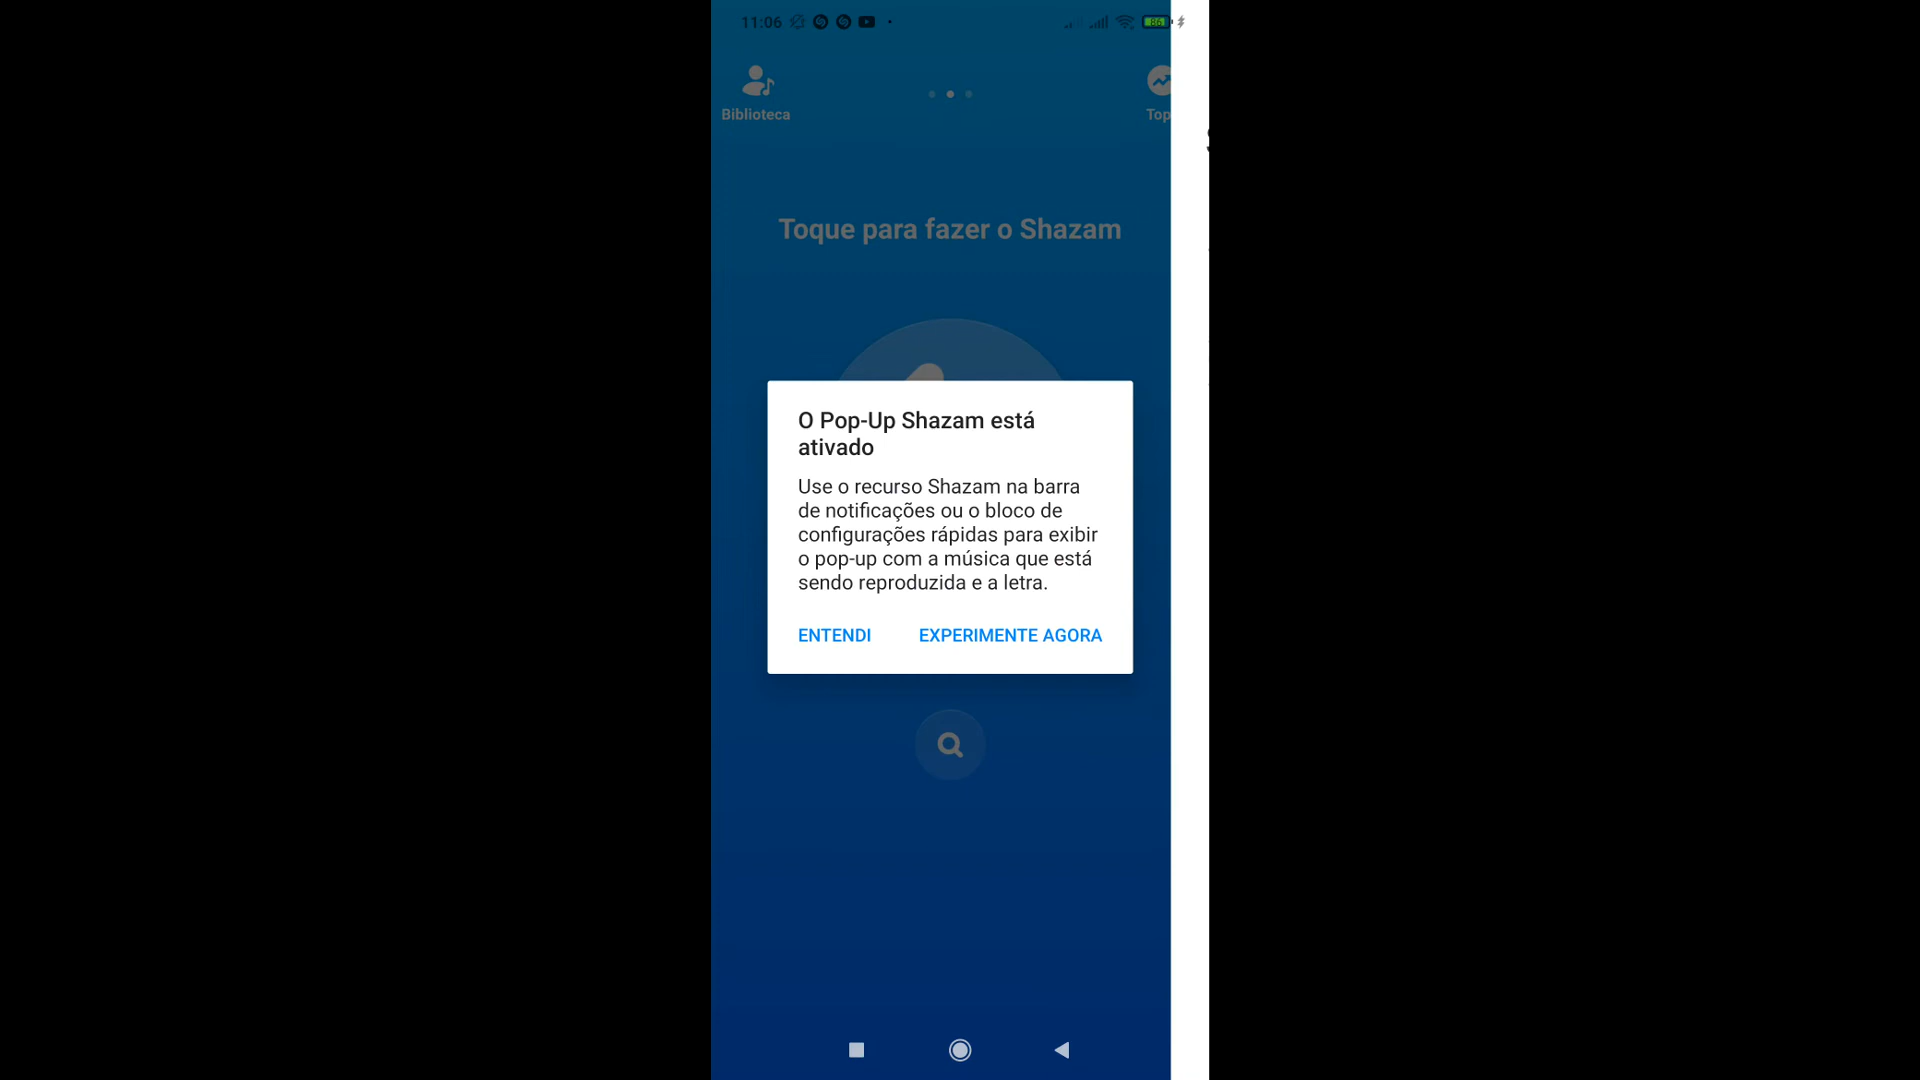 11:06
86
Biblioteca
Top
Toque para fazer o Shazam
O Pop-Up Shazam está
ativado
Use o recurso Shazam na barra
de notificações ou o bloco de
configurações rápidas para exibir
o pop-up com a música que está
sendo reproduzida e a letra.
ENTENDI EXPERIMENTE AGORA